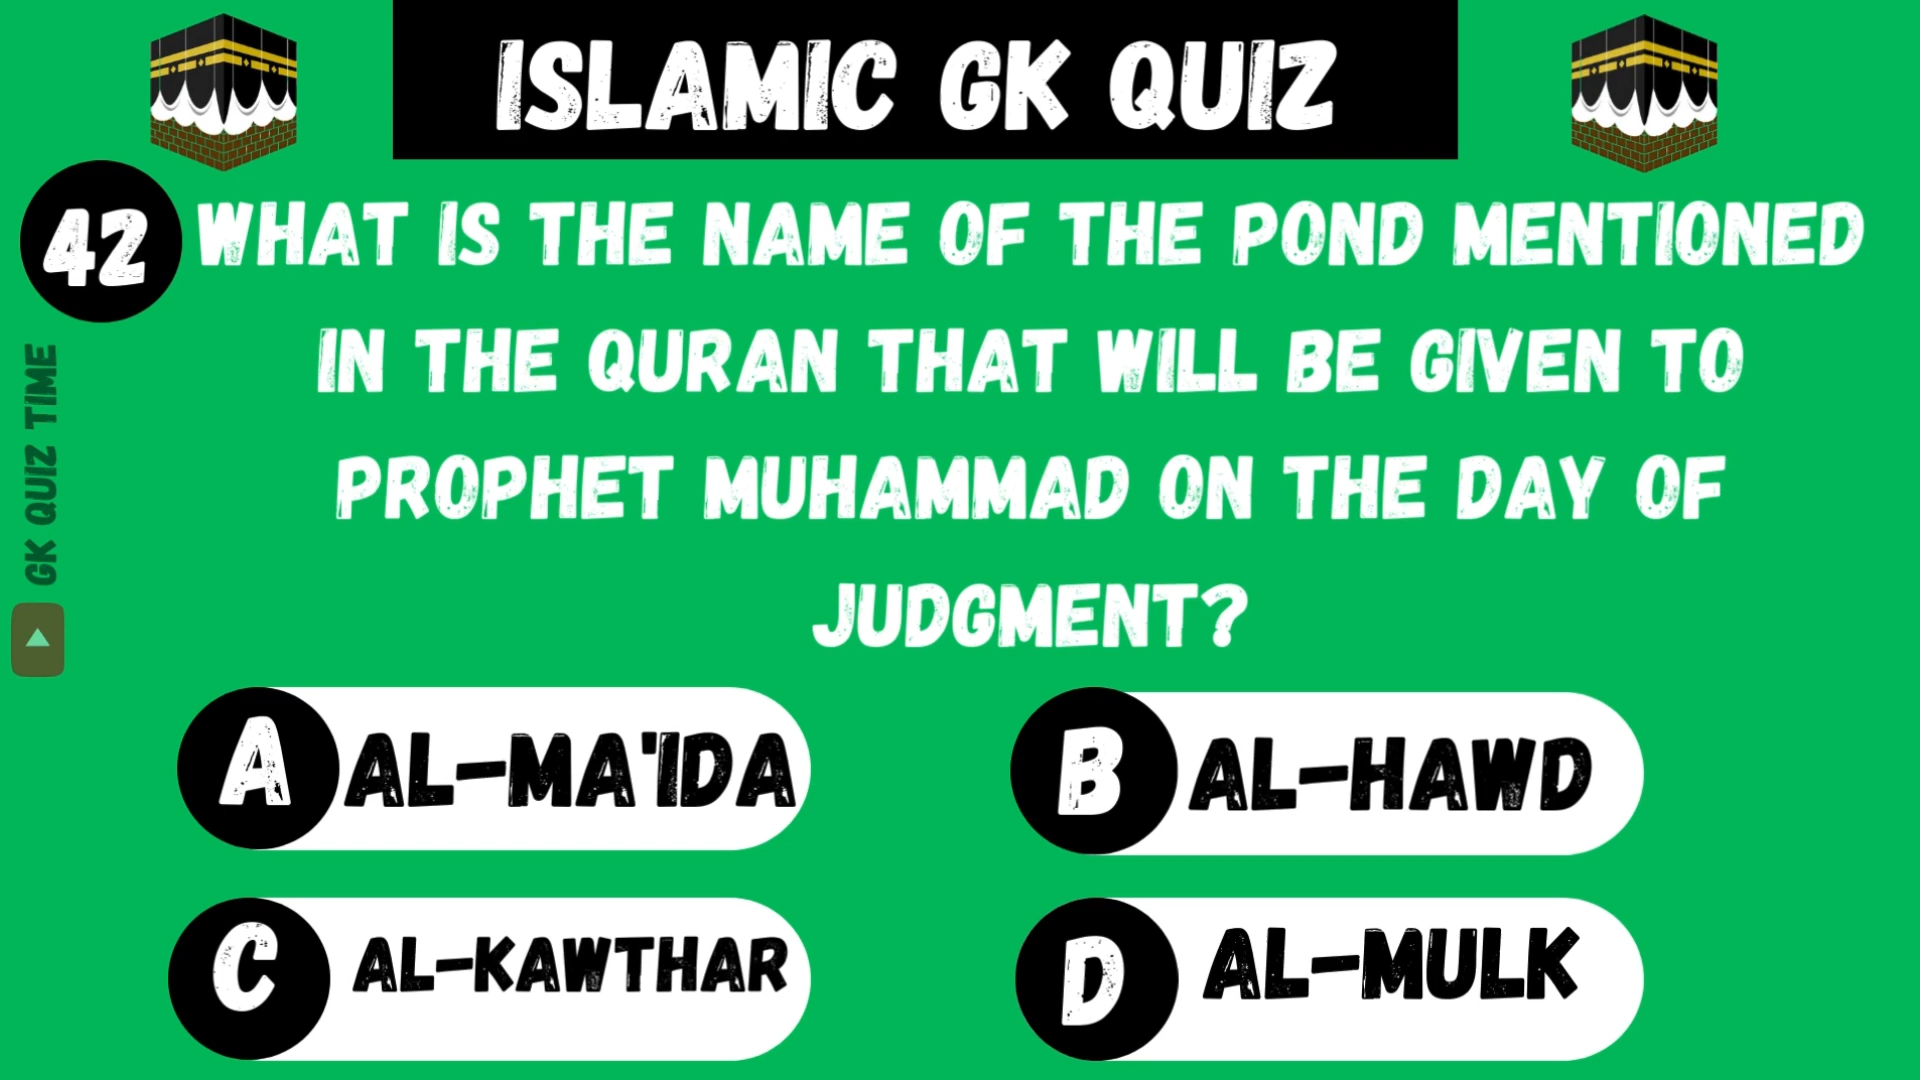 ISLAMIC GK QUIZ
42
WHAT IS THE NAME OF THE POND MENTIONED
IN THE QURAN THAT WILL BE GIVEN TO
PROPHET MUHAMMAD ON THE DAY OF
JUDGMENT?
GK QUIZ TIME
A AL-MA'IDA
B AL-HAWD
C AL-KAWTHAR
D AL-MULK